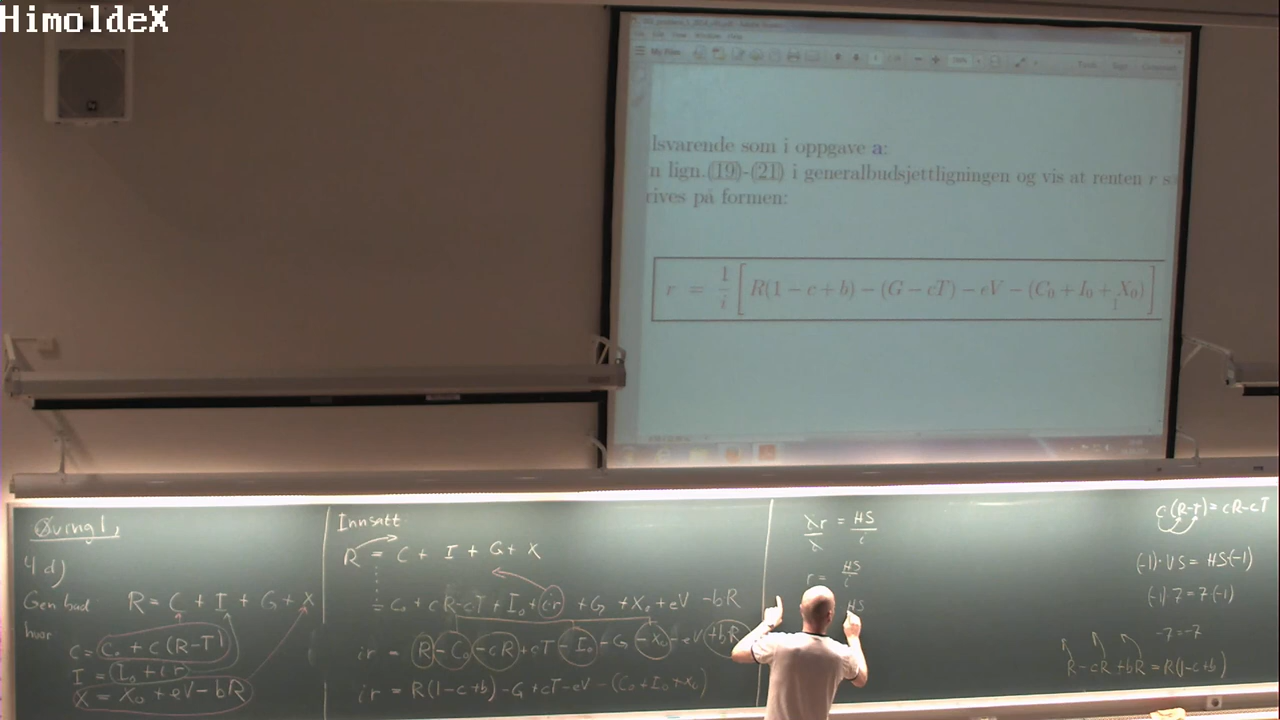 HimoldeX
lsvarende som i oppgave a:
n lign.(19)-(21) i generalbudsjettligningen og vis at renten r s
rives på formen:
r = 1/i [ R(1 − c + b) − (G − cT) − eV − (C₀ + I₀ + X₀) ]
Øving 1,
4 d)
Gen bud R = C + I + G + X
hvor
C = C₀ + c(R-T)
I = I₀ + ir
X = X₀ + eV - bR
Innsatt
R = C + I + G + X
= C₀ + cR - cT + I₀ + ir + G + X₀ + eV - bR
ir = R - C₀ - cR + cT - I₀ - G - X₀ - eV + bR
ir = R(1-c+b) - G + cT - eV - (C₀ + I₀ + X₀)
ir/i = HS/i
r = HS/i
HS
c(R-T) = cR-cT
(-1)·VS = HS(-1)
(-1)7 = 7(-1)
-7 = -7
R - cR + bR = R(1-c+b)